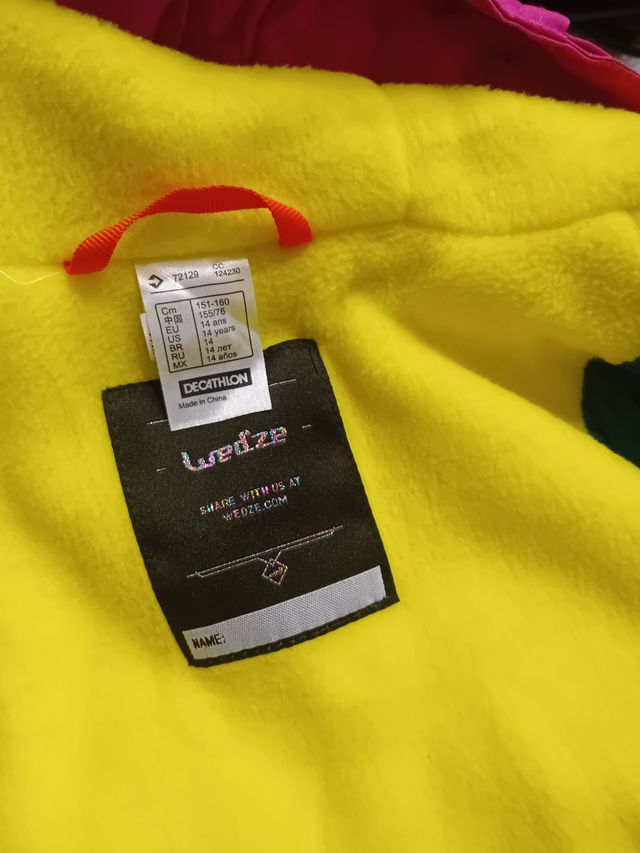 72129 CC 124230
Cm 151-160
中国 155/76
EU 14 ans
US 14 years
BR 14
RU 14 лет
MX 14 años
DECATHLON
Made in China
wedze
SHARE WITH US AT
WEDZE.COM
NAME: